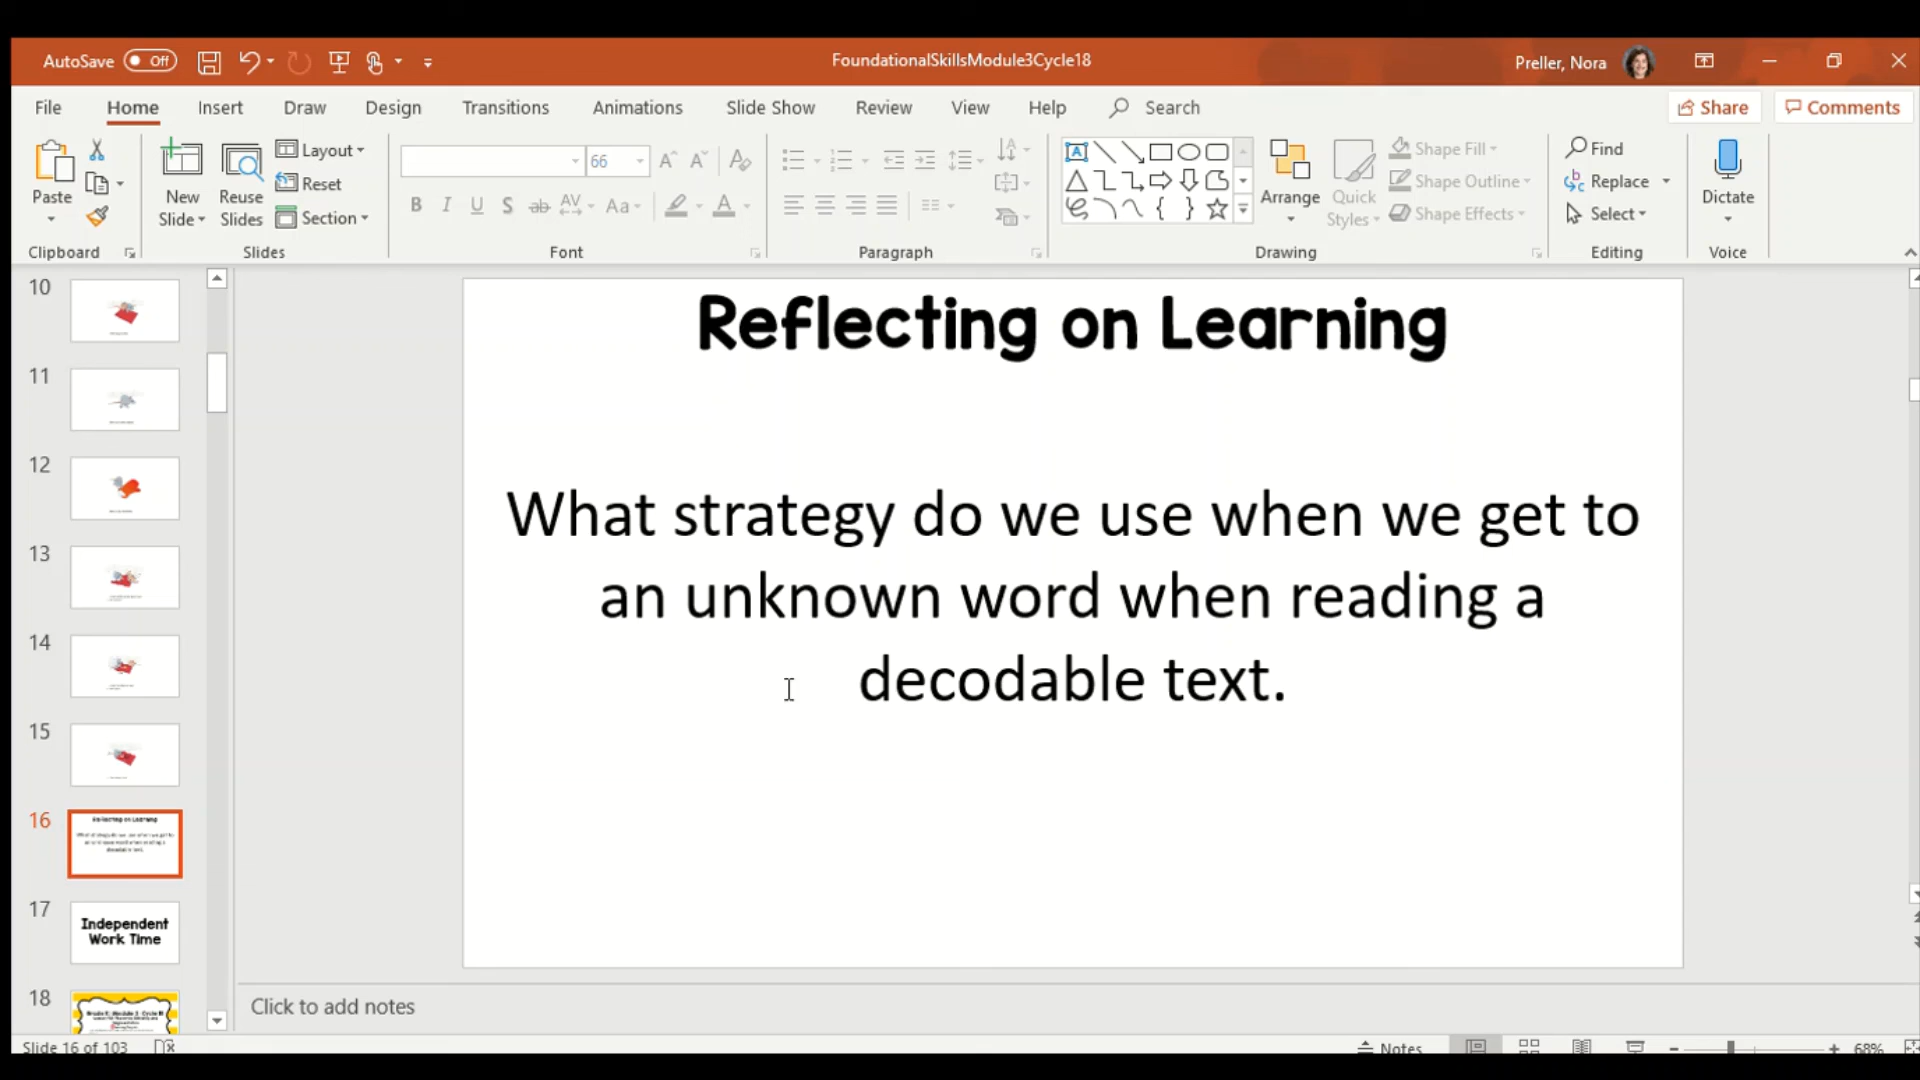 AutoSave Off FoundationalSkillsModule3Cycle18 Preller, Nora
File Home Insert Draw Design Transitions Animations Slide Show Review View Help Search Share Comments
Paste
New Slide
Reuse Slides
Layout
Reset
Section
66
Arrange
Quick Styles
Shape Fill
Shape Outline
Shape Effects
Find
Replace
Select
Dictate
Clipboard Slides Font Paragraph Drawing Editing Voice
10
11
12
13
14
15
16
17
Independent
Work Time
18
Reflecting on Learning
What strategy do we use when we get to
an unknown word when reading a
decodable text.
Click to add notes
Slide 16 of 103 Notes 68%